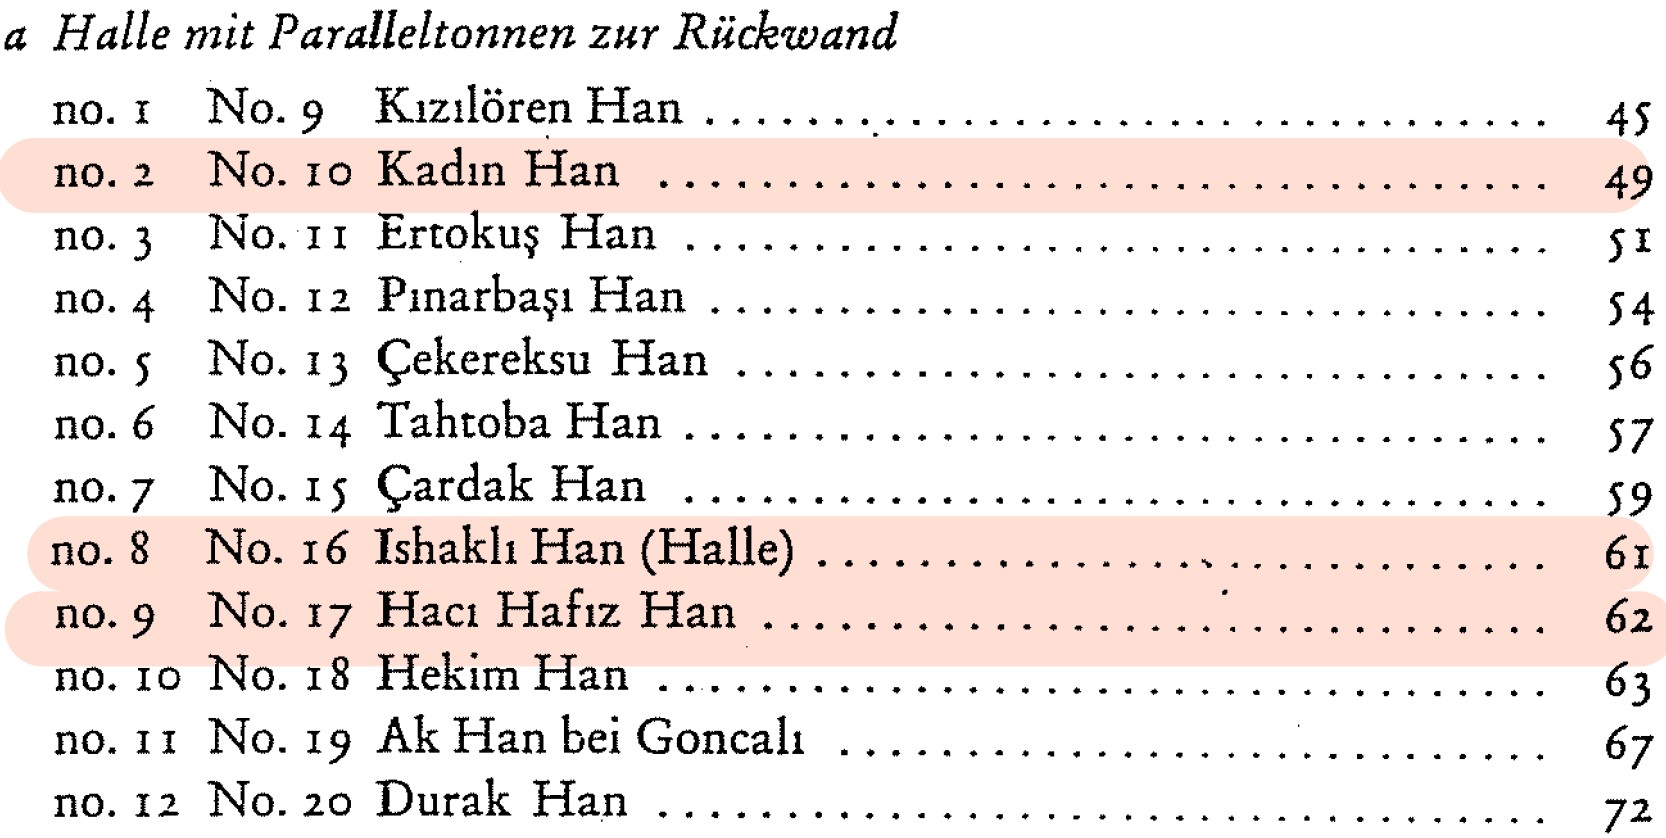 a Halle mit Paralleltonnen zur Rückwand
no. 1 No. 9 Kızılören Han . . . . . . . . . . . . . . . . . . . . . . . . . . . . . . . . . 45
no. 2 No. 10 Kadın Han . . . . . . . . . . . . . . . . . . . . . . . . . . . . . . . . . . . 49
no. 3 No. 11 Ertokuş Han . . . . . . . . . . . . . . . . . . . . . . . . . . . . . . . . . . 51
no. 4 No. 12 Pınarbaşı Han . . . . . . . . . . . . . . . . . . . . . . . . . . . . . . . . . 54
no. 5 No. 13 Çekereksu Han . . . . . . . . . . . . . . . . . . . . . . . . . . . . . . . . 56
no. 6 No. 14 Tahtoba Han . . . . . . . . . . . . . . . . . . . . . . . . . . . . . . . . . . 57
no. 7 No. 15 Çardak Han . . . . . . . . . . . . . . . . . . . . . . . . . . . . . . . . . . 59
no. 8 No. 16 Ishaklı Han (Halle) . . . . . . . . . . . . . . . . . . . . . . . . . . . . . 61
no. 9 No. 17 Hacı Hafız Han . . . . . . . . . . . . . . . . . . . . . . . . . . . . . . . 62
no. 10 No. 18 Hekim Han . . . . . . . . . . . . . . . . . . . . . . . . . . . . . . . . . . . 63
no. 11 No. 19 Ak Han bei Goncalı . . . . . . . . . . . . . . . . . . . . . . . . . . . . 67
no. 12 No. 20 Durak Han . . . . . . . . . . . . . . . . . . . . . . . . . . . . . . . . . . . 72